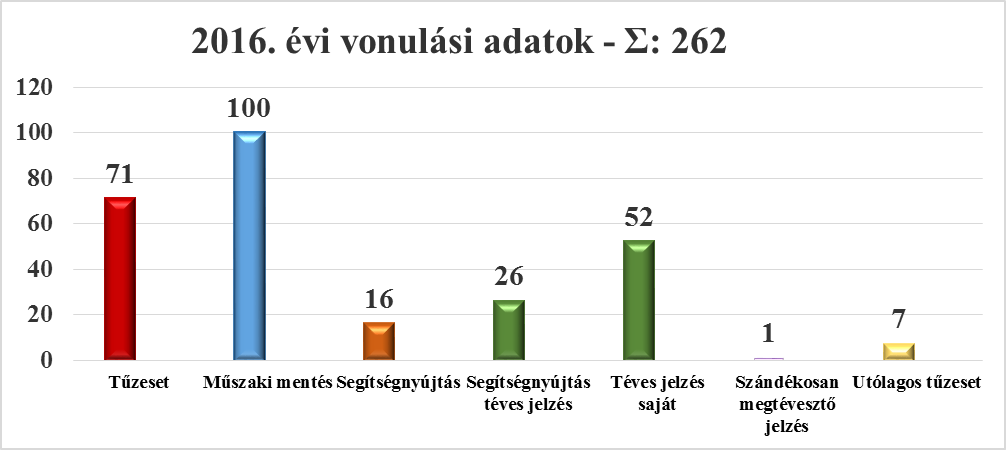 2016. évi vonulási adatok - Σ: 262
120
100
80
60
40
20
0
71
100
16
26
52
1
7
Tűzeset
Műszaki mentés
Segítségnyújtás
Segítségnyújtás
téves jelzés
Téves jelzés
saját
Szándékosan
megtévesztő
jelzés
Utólagos tűzeset